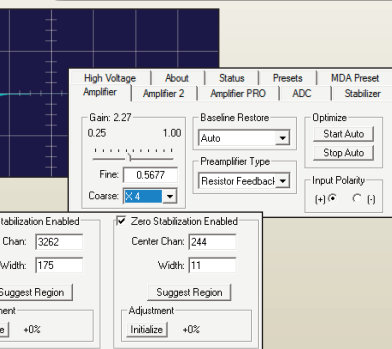 High Voltage About Status Presets MDA Preset
Amplifier Amplifier 2 Amplifier PRO ADC Stabilizer
Gain: 2.27
0.25 1.00
Fine: 0.5677
Coarse: X 4
Baseline Restore
Auto
Preamplifier Type
Resistor Feedback
Optimize
Start Auto
Stop Auto
Input Polarity
(+) (-)
tabilization Enabled
Chan: 3262
Width: 175
Suggest Region
ment
e +0%
Zero Stabilization Enabled
Center Chan: 244
Width: 11
Suggest Region
Adjustment
Initialize +0%